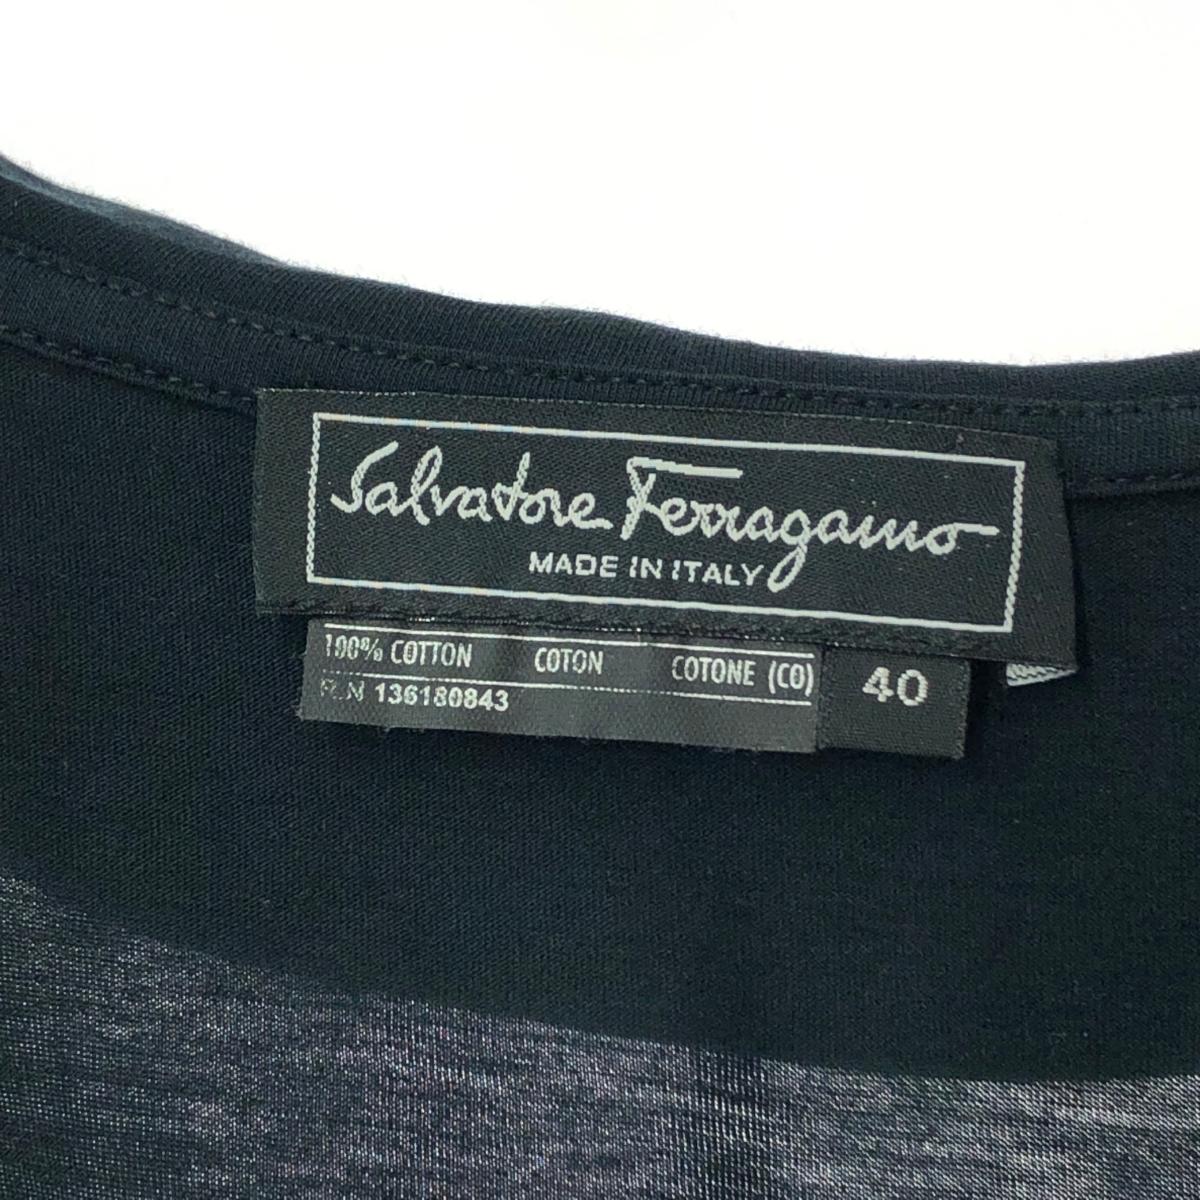 Salvatore Ferragamo
MADE IN ITALY
100% COTTON COTON COTONE (CO)
R.N 136180843
40